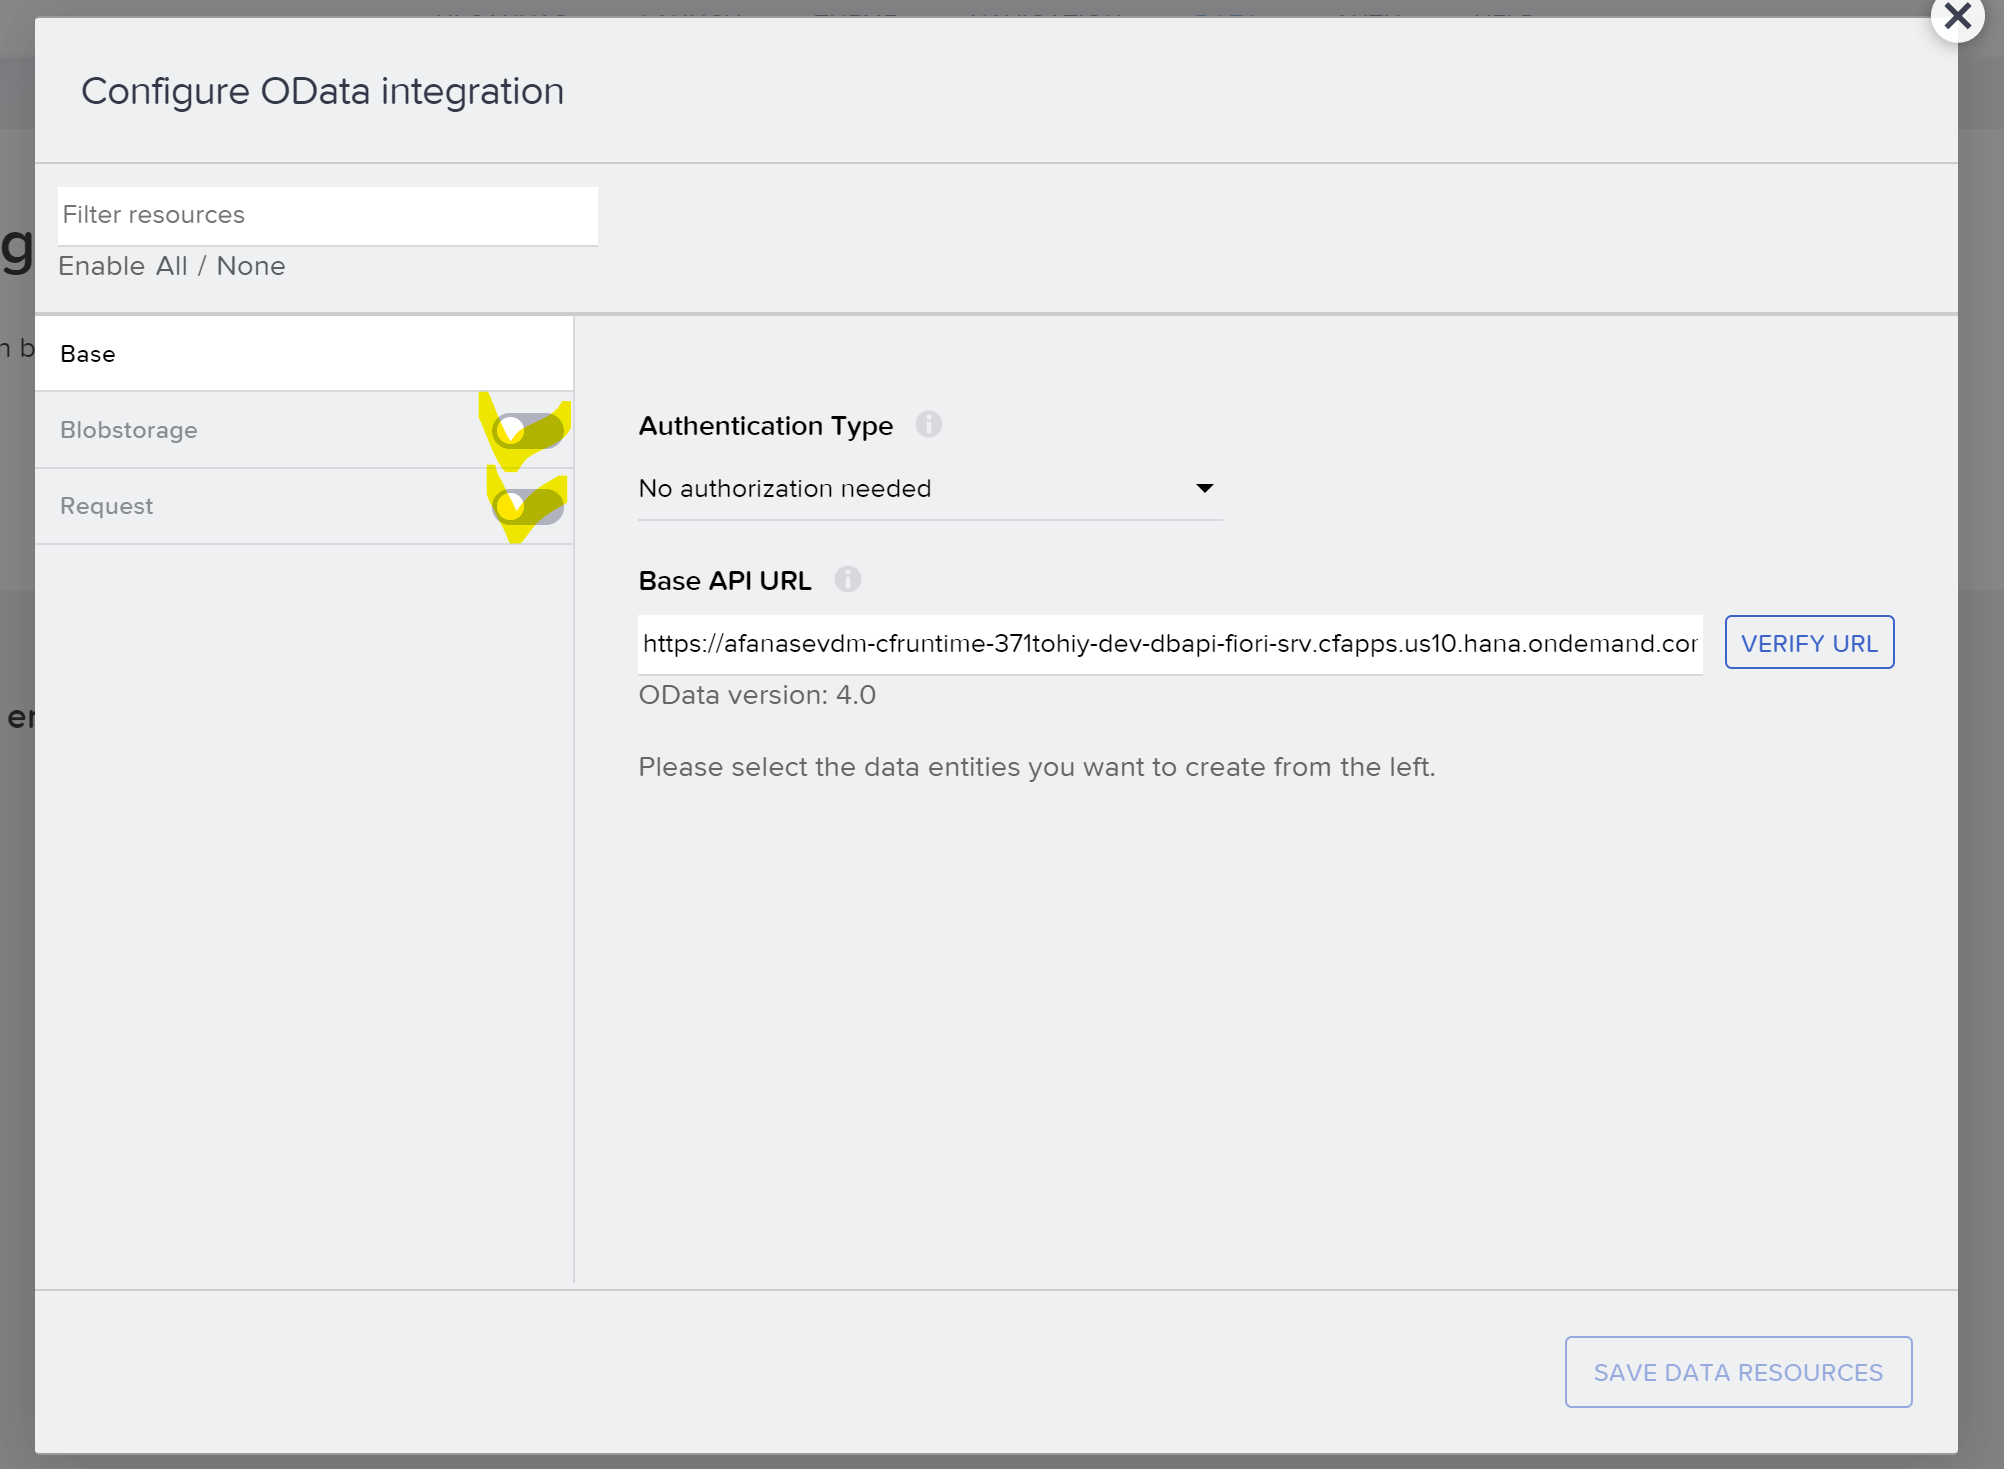 Configure OData integration
Filter resources
Enable All / None
Base
Blobstorage
Request
Authentication Type
No authorization needed
Base API URL
https://afanasevdm-cfruntime-371tohiy-dev-dbapi-fiori-srv.cfapps.us10.hana.ondemand.cor
VERIFY URL
OData version: 4.0
Please select the data entities you want to create from the left.
SAVE DATA RESOURCES